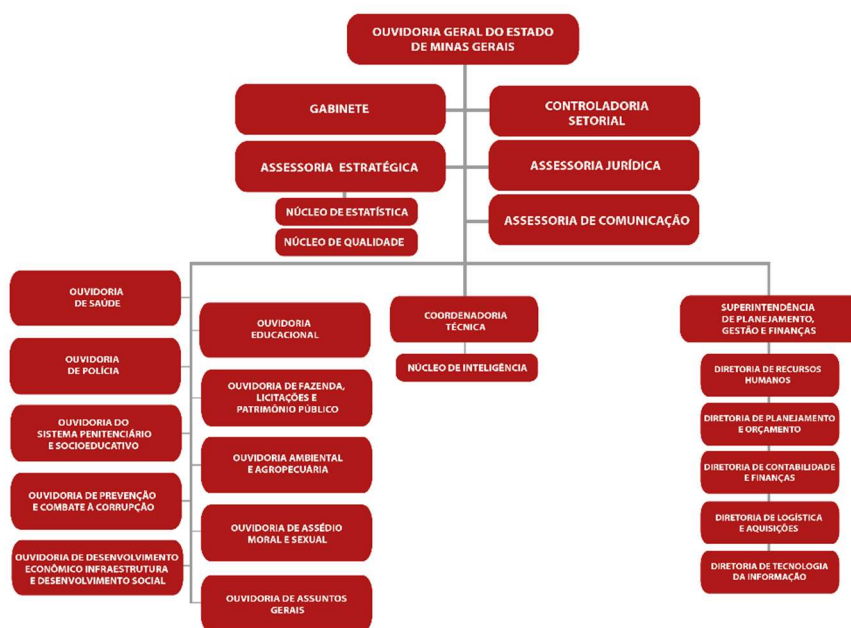 OUVIDORIA GERAL DO ESTADO
DE MINAS GERAIS
GABINETE
CONTROLADORIA
SETORIAL
ASSESSORIA ESTRATÉGICA
ASSESSORIA JURÍDICA
NÚCLEO DE ESTATÍSTICA
NÚCLEO DE QUALIDADE
ASSESSORIA DE COMUNICAÇÃO
OUVIDORIA
DE SAÚDE
OUVIDORIA
DE POLÍCIA
OUVIDORIA DO
SISTEMA PENITENCIÁRIO
E SOCIOEDUCATIVO
OUVIDORIA DE PREVENÇÃO
E COMBATE À CORRUPÇÃO
OUVIDORIA DE DESENVOLVIMENTO
ECONÔMICO INFRAESTRUTURA
E DESENVOLVIMENTO SOCIAL
OUVIDORIA
EDUCACIONAL
OUVIDORIA DE FAZENDA,
LICITAÇÕES E
PATRIMÔNIO PÚBLICO
OUVIDORIA AMBIENTAL
E AGROPECUÁRIA
OUVIDORIA DE ASSÉDIO
MORAL E SEXUAL
OUVIDORIA DE ASSUNTOS
GERAIS
COORDENADORIA
TÉCNICA
NÚCLEO DE INTELIGÊNCIA
SUPERINTENDÊNCIA
DE PLANEJAMENTO,
GESTÃO E FINANÇAS
DIRETORIA DE RECURSOS
HUMANOS
DIRETORIA DE PLANEJAMENTO
E ORÇAMENTO
DIRETORIA DE CONTABILIDADE
E FINANÇAS
DIRETORIA DE LOGÍSTICA
E AQUISIÇÕES
DIRETORIA DE TECNOLOGIA
DA INFORMAÇÃO